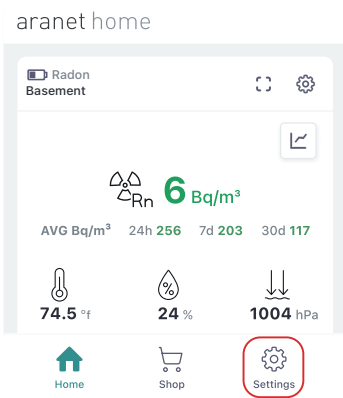 aranet home
Radon
Basement
Rn 6 Bq/m³
AVG Bq/m³ 24h 256 7d 203 30d 117
74.5 °f 24 % 1004 hPa
Home Shop Settings